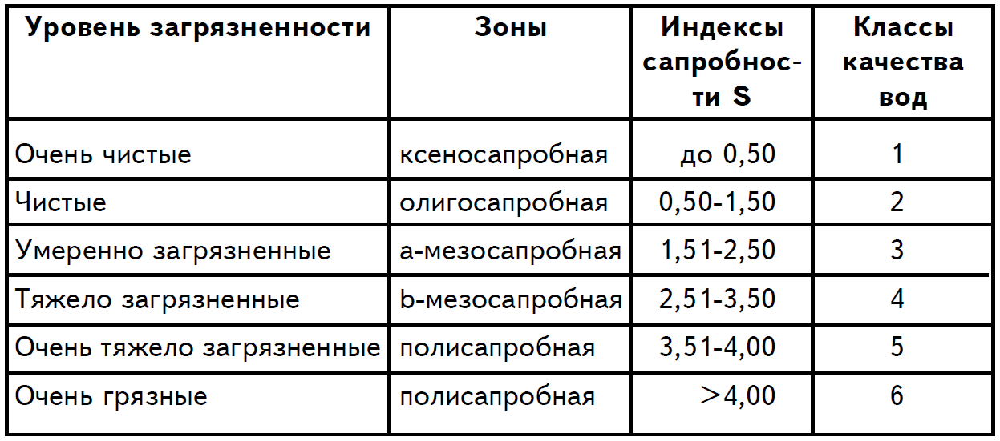 Уровень загрязненности Зоны Индексы сапробнос- ти S Классы качества вод
Очень чистые ксеносапробная до 0,50 1
Чистые олигосапробная 0,50-1,50 2
Умеренно загрязненные a-мезосапробная 1,51-2,50 3
Тяжело загрязненные b-мезосапробная 2,51-3,50 4
Очень тяжело загрязненные полисапробная 3,51-4,00 5
Очень грязные полисапробная >4,00 6